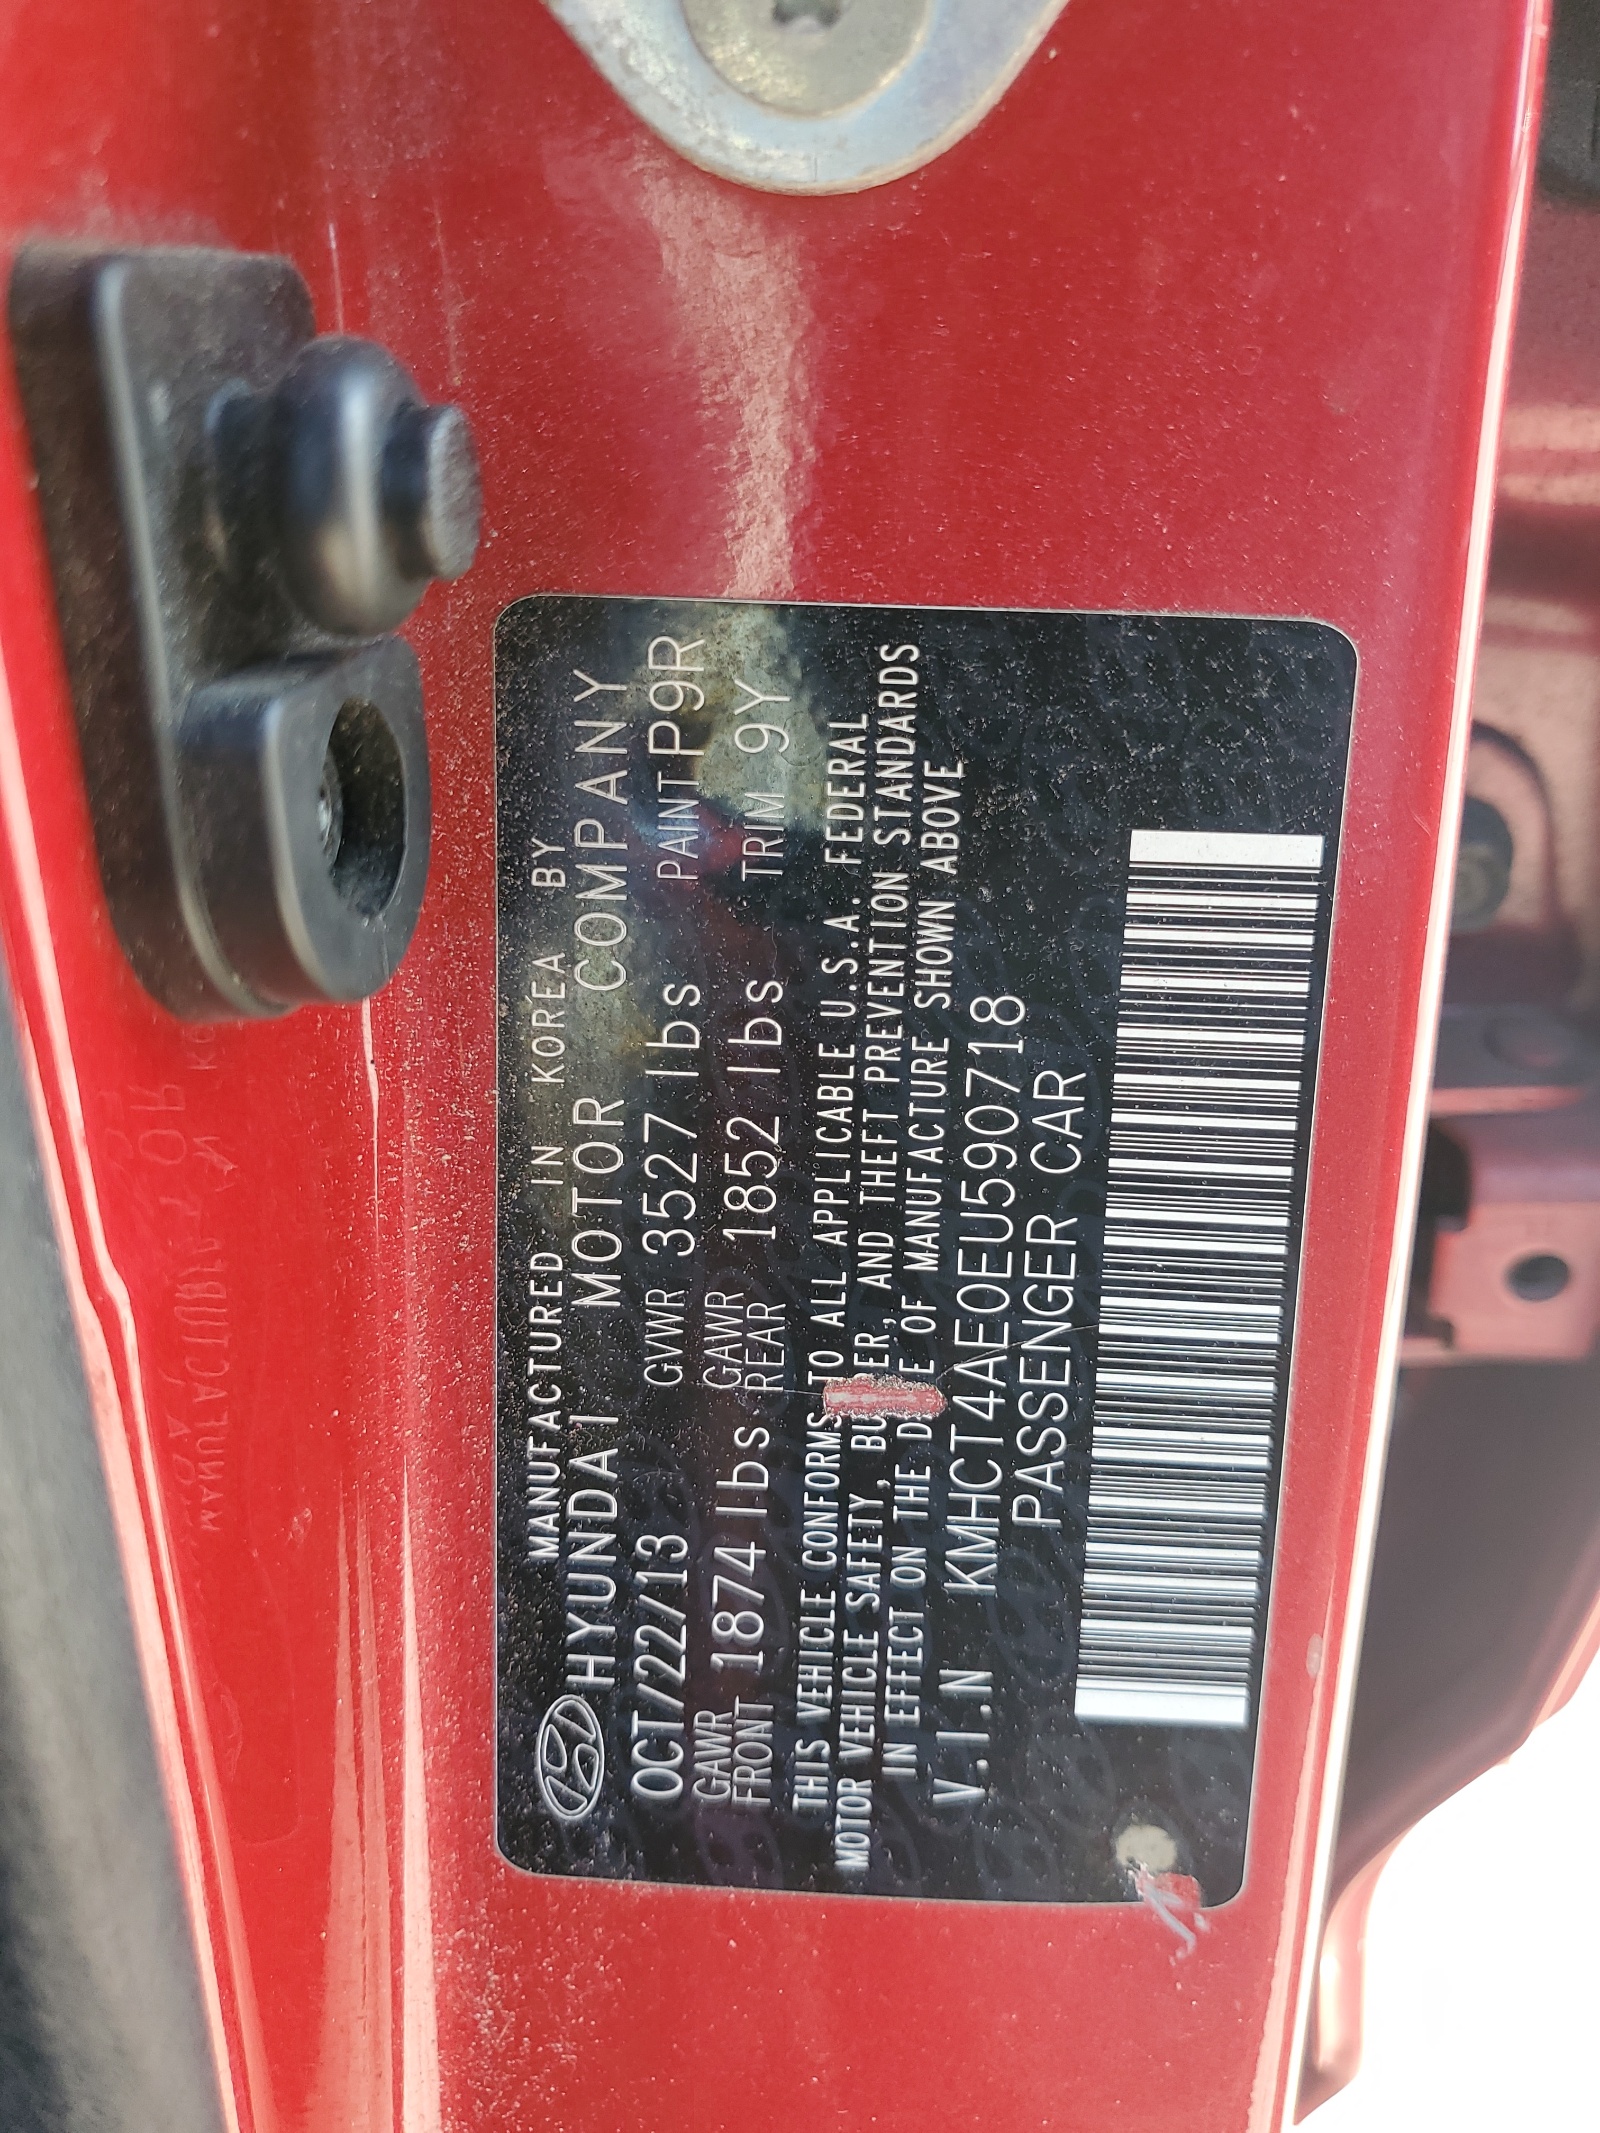 MANUFACTURED IN KOREA BY
HYUNDAI MOTOR COMPANY
OCT/22/13 GVWR 3527 lbs PAINT P9R
GAWR FRONT 1874 lbs. GAWR REAR 1852 lbs TRIM 9Y
THIS VEHICLE CONFORMS TO ALL APPLICABLE U.S.A. FEDERAL
MOTOR VEHICLE SAFETY, AND THEFT PREVENTION STANDARDS
IN EFFECT ON THE OF MANUFACTURE SHOWN ABOVE
V.I.N KMHCT4AE0EU590718
PASSENGER CAR